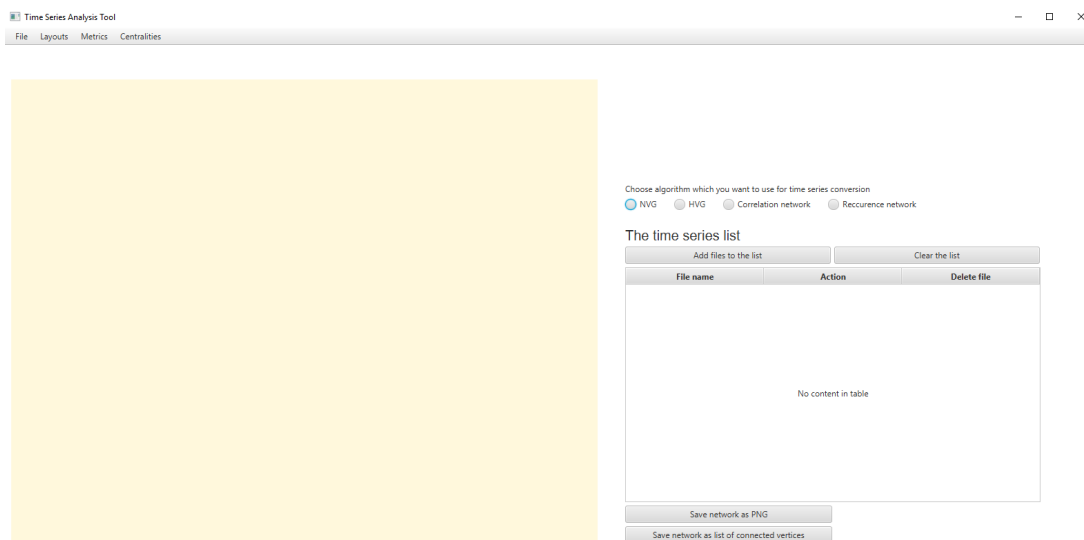 Time Series Analysis Tool
File Layouts Metrics Centralities
Choose algorithm which you want to use for time series conversion
NVG HVG Correlation network Reccurence network
The time series list
Add files to the list Clear the list
File name Action Delete file
No content in table
Save network as PNG
Save network as list of connected vertices